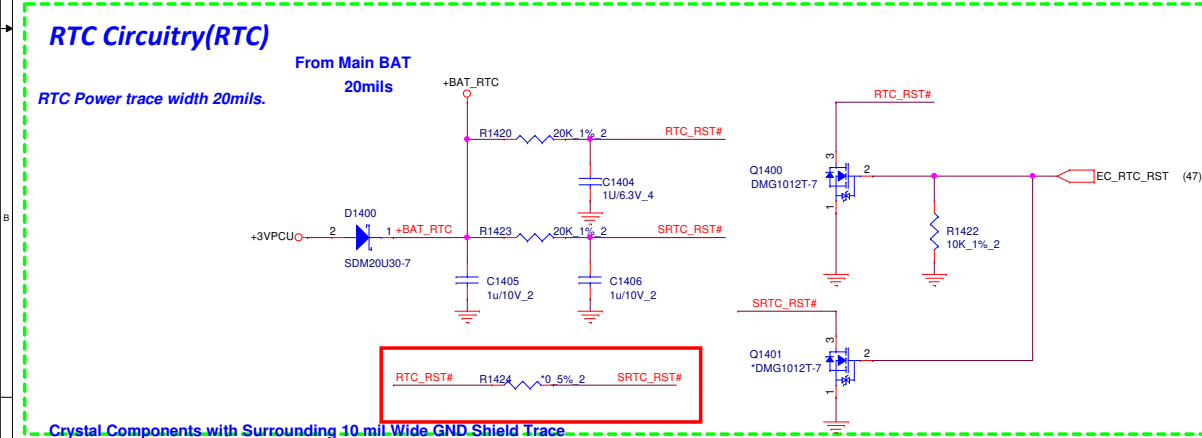 RTC Circuitry(RTC)
From Main BAT
20mils
RTC Power trace width 20mils.
+BAT_RTC
R1420
20K_1%_2
RTC_RST#
C1404
1U/6.3V_4
D1400
+3VPCU
2
1
+BAT_RTC
SDM20U30-7
R1423
20K_1%_2
SRTC_RST#
C1405
1u/10V_2
C1406
1u/10V_2
RTC_RST#
R1424
*0_5%_2
SRTC_RST#
RTC_RST#
Q1400
DMG1012T-7
3
2
1
EC_RTC_RST (47)
R1422
10K_1%_2
SRTC_RST#
Q1401
*DMG1012T-7
3
2
1
B
Crystal Components with Surrounding 10 mil Wide GND Shield Trace